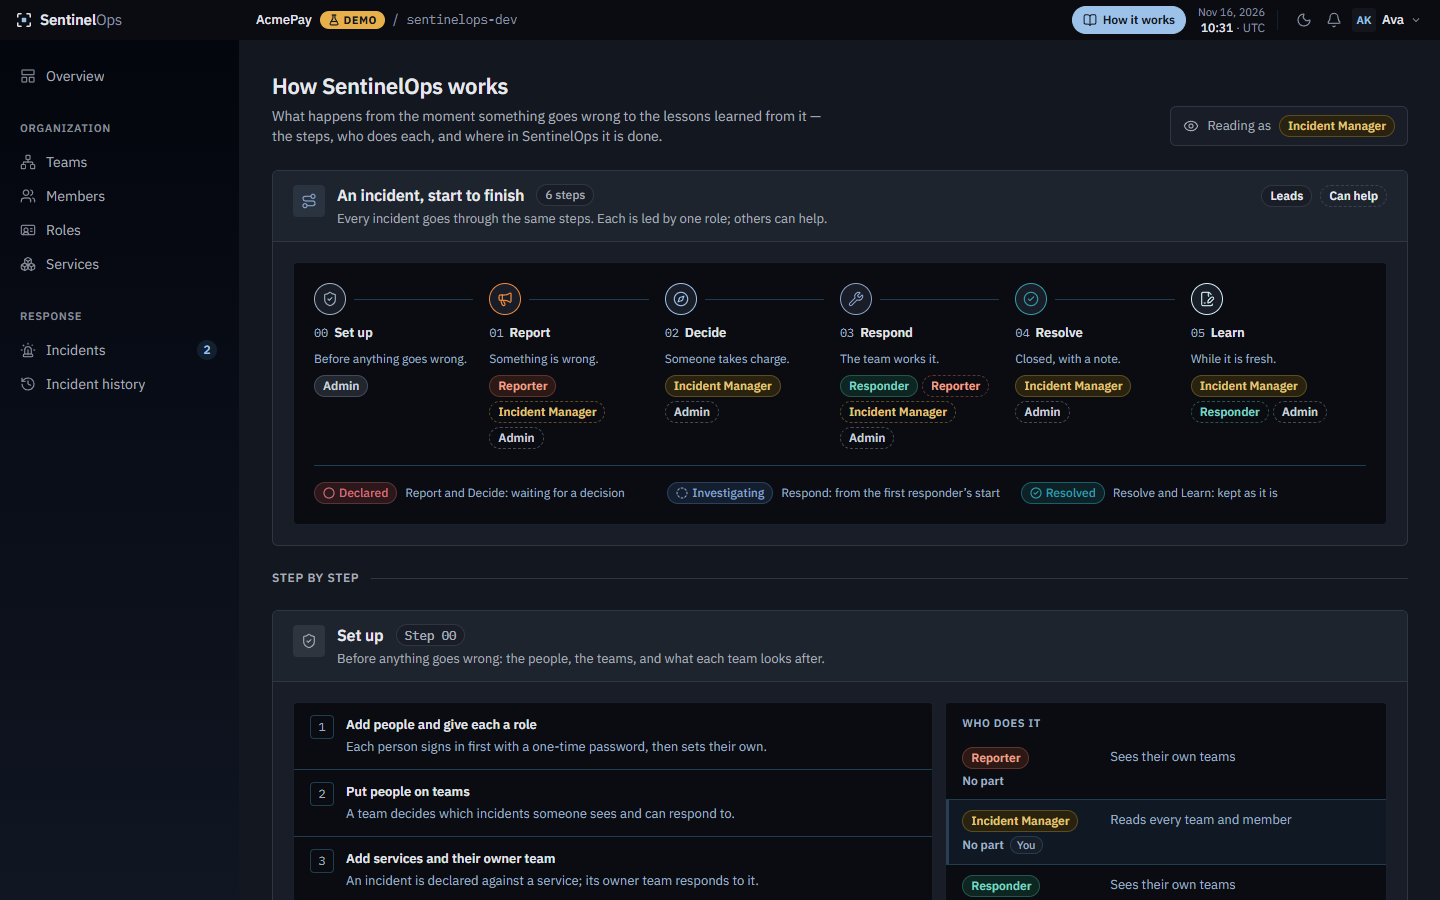 SentinelOps
AcmePay DEMO / sentinelops-dev
How it works
Nov 16, 2026
10:31 · UTC
AK Ava
Overview
ORGANIZATION
Teams
Members
Roles
Services
RESPONSE
Incidents 2
Incident history
How SentinelOps works
What happens from the moment something goes wrong to the lessons learned from it —
the steps, who does each, and where in SentinelOps it is done.
Reading as Incident Manager
An incident, start to finish 6 steps
Every incident goes through the same steps. Each is led by one role; others can help.
Leads Can help
00 Set up
Before anything goes wrong.
Admin
01 Report
Something is wrong.
Reporter
Incident Manager
Admin
02 Decide
Someone takes charge.
Incident Manager
Admin
03 Respond
The team works it.
Responder Reporter
Incident Manager
Admin
04 Resolve
Closed, with a note.
Incident Manager
Admin
05 Learn
While it is fresh.
Incident Manager
Responder Admin
Declared Report and Decide: waiting for a decision
Investigating Respond: from the first responder's start
Resolved Resolve and Learn: kept as it is
STEP BY STEP
Set up Step 00
Before anything goes wrong: the people, the teams, and what each team looks after.
1 Add people and give each a role
Each person signs in first with a one-time password, then sets their own.
2 Put people on teams
A team decides which incidents someone sees and can respond to.
3 Add services and their owner team
An incident is declared against a service; its owner team responds to it.
WHO DOES IT
Reporter Sees their own teams
No part
Incident Manager Reads every team and member
No part You
Responder Sees their own teams